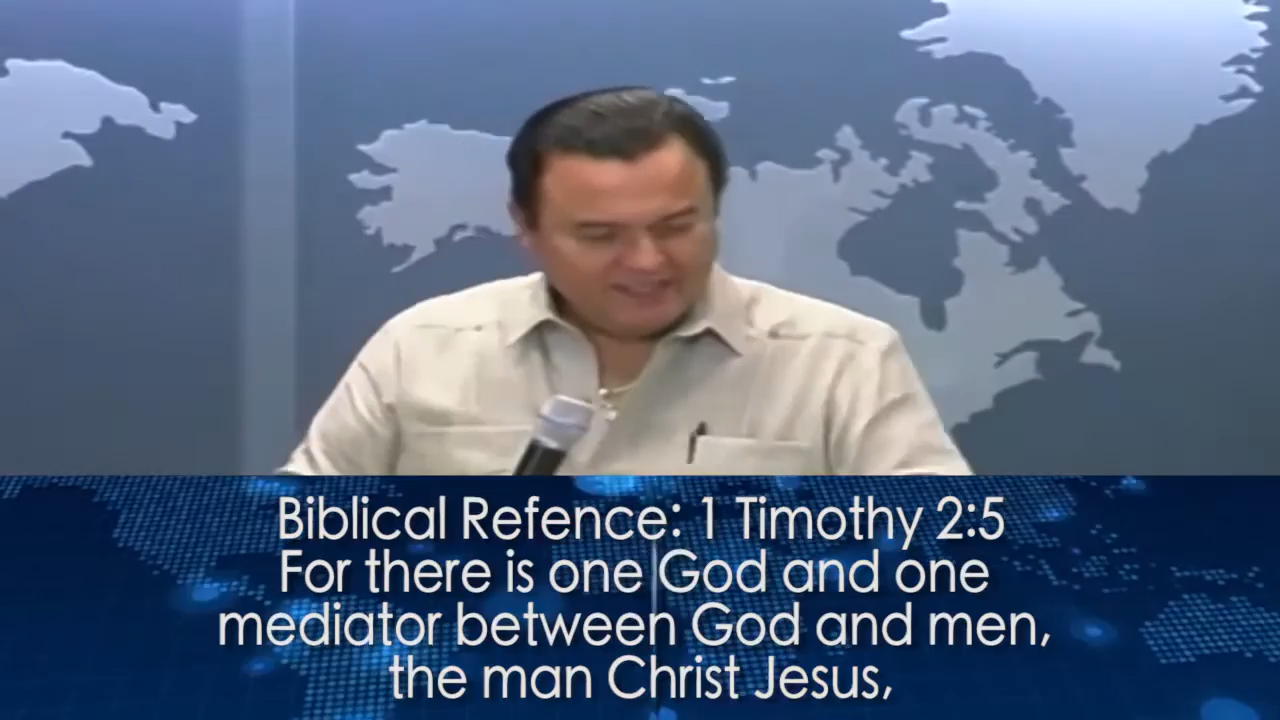 Biblical Refence: 1 Timothy 2:5
For there is one God and one
mediator between God and men,
the man Christ Jesus,